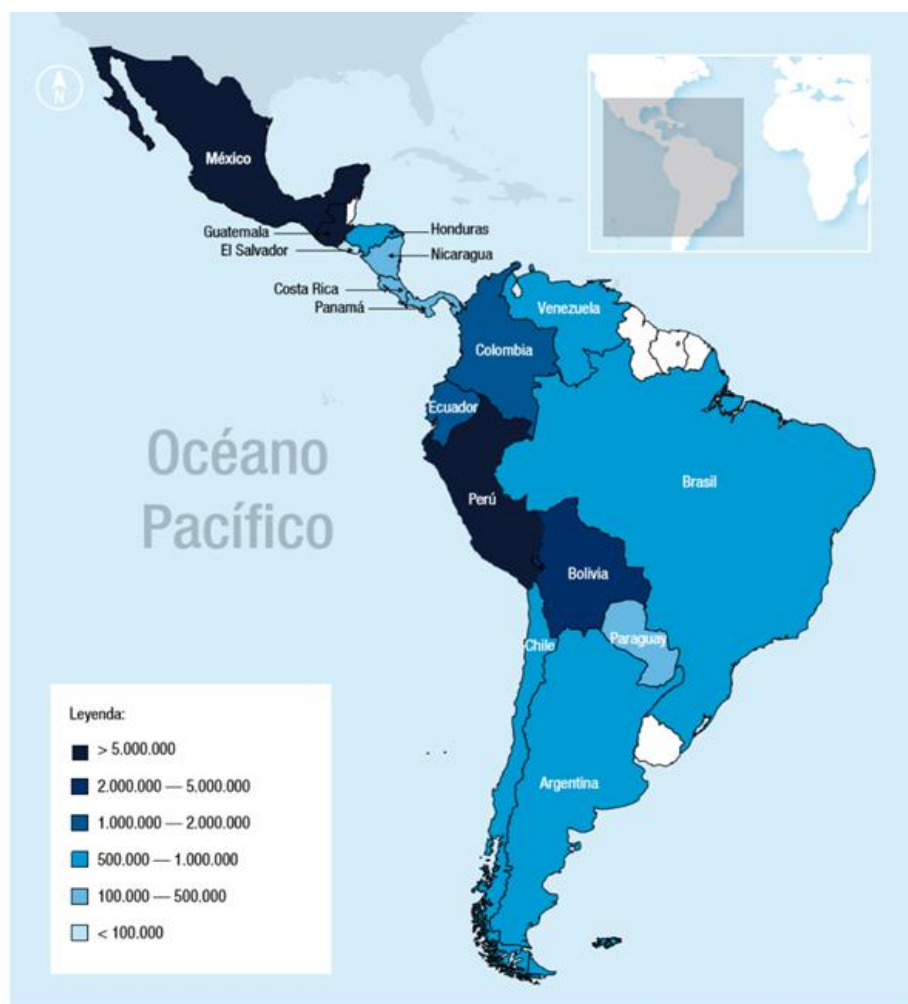 N
México
Guatemala
Honduras
El Salvador
Nicaragua
Costa Rica
Panamá
Venezuela
Colombia
Ecuador
Océano
Pacífico
Brasil
Perú
Bolivia
Paraguay
Chile
Argentina
Leyenda:
> 5.000.000
2.000.000 — 5.000.000
1.000.000 — 2.000.000
500.000 — 1.000.000
100.000 — 500.000
< 100.000